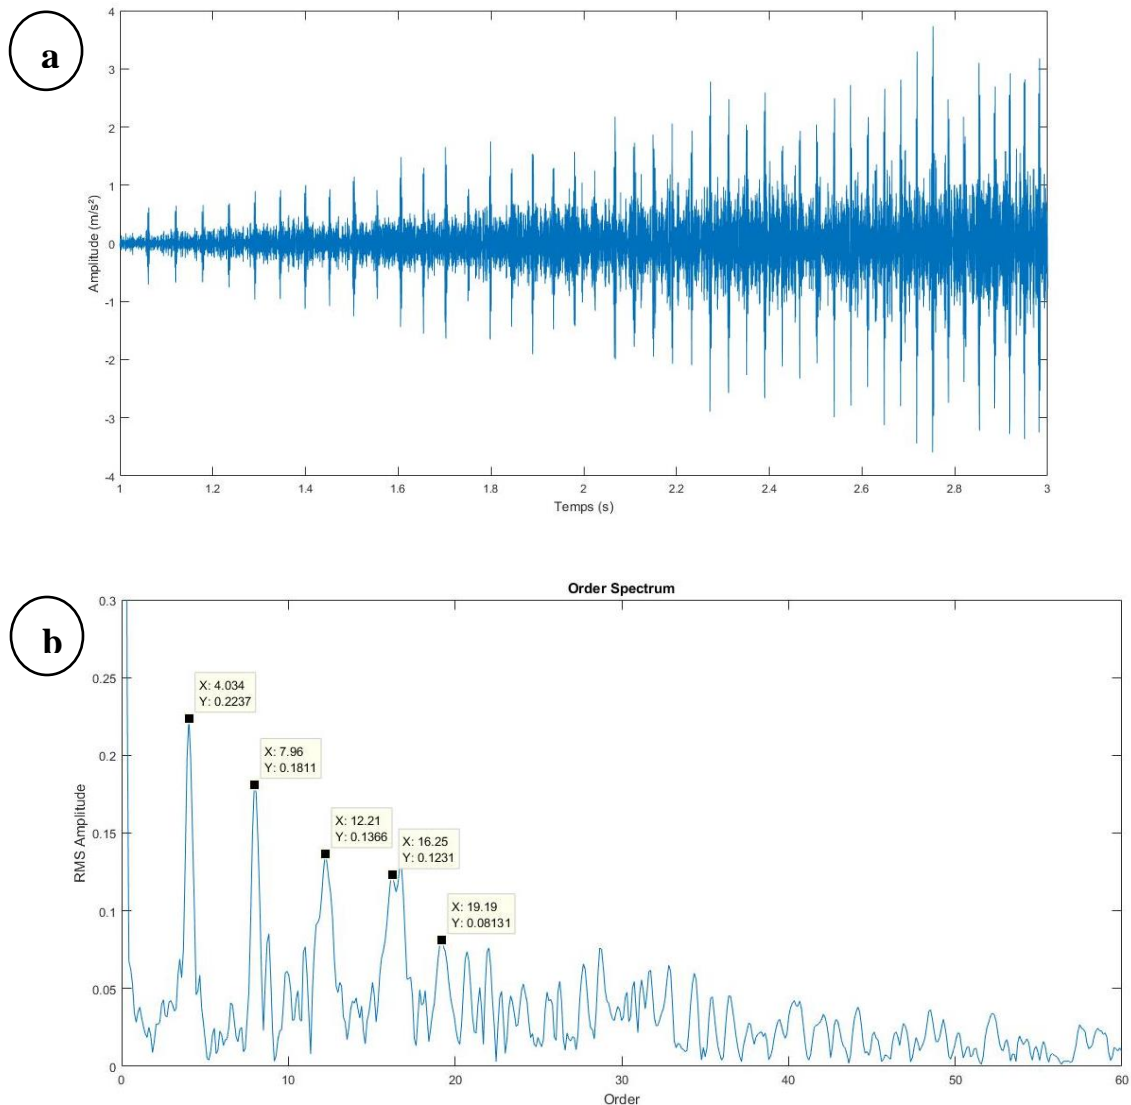 a
4
3
2
1
0
-1
-2
-3
-4
Amplitude (m/s²)
1
1.2
1.4
1.6
1.8
2
2.2
2.4
2.6
2.8
3
Temps (s)
b
Order Spectrum
0.3
0.25
0.2
0.15
0.1
0.05
0
RMS Amplitude
X: 4.034
Y: 0.2237
X: 7.96
Y: 0.1811
X: 12.21
Y: 0.1366
X: 16.25
Y: 0.1231
X: 19.19
Y: 0.08131
0
10
20
30
40
50
60
Order